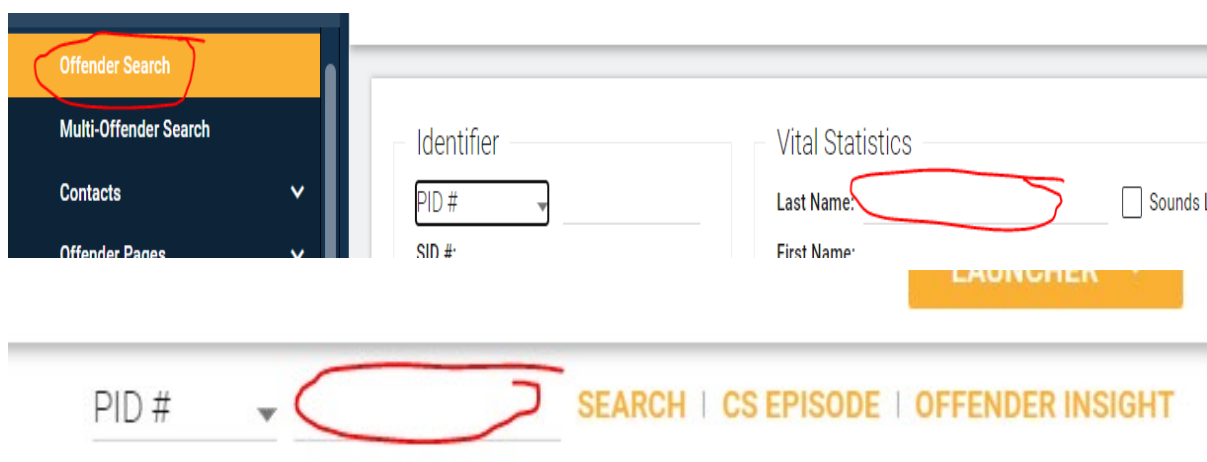 Offender Search
Multi-Offender Search
Contacts
Offender Pages
Identifier
PID #
SID #:
Vital Statistics
Last Name:
Sounds L
First Name:
LAUNCHER
PID #
SEARCH | CS EPISODE | OFFENDER INSIGHT